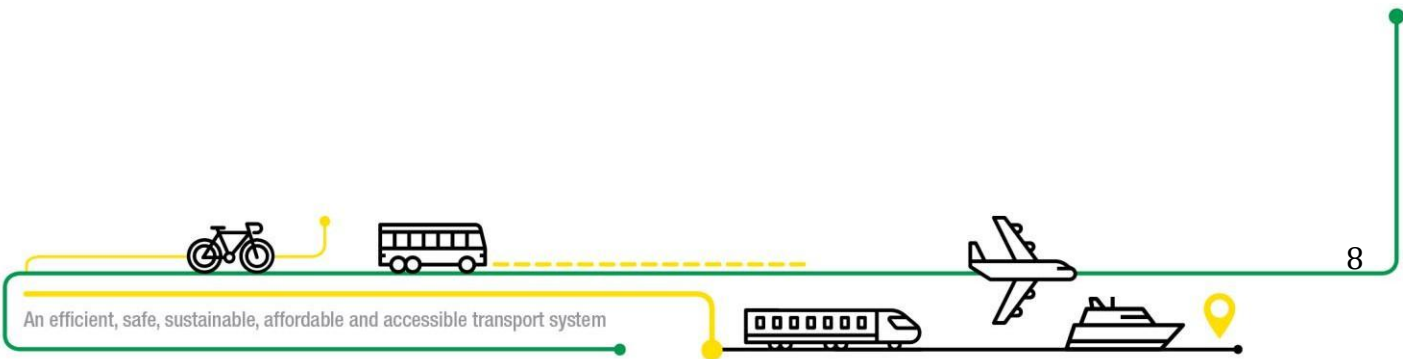 8
An efficient, safe, sustainable, affordable and accessible transport system